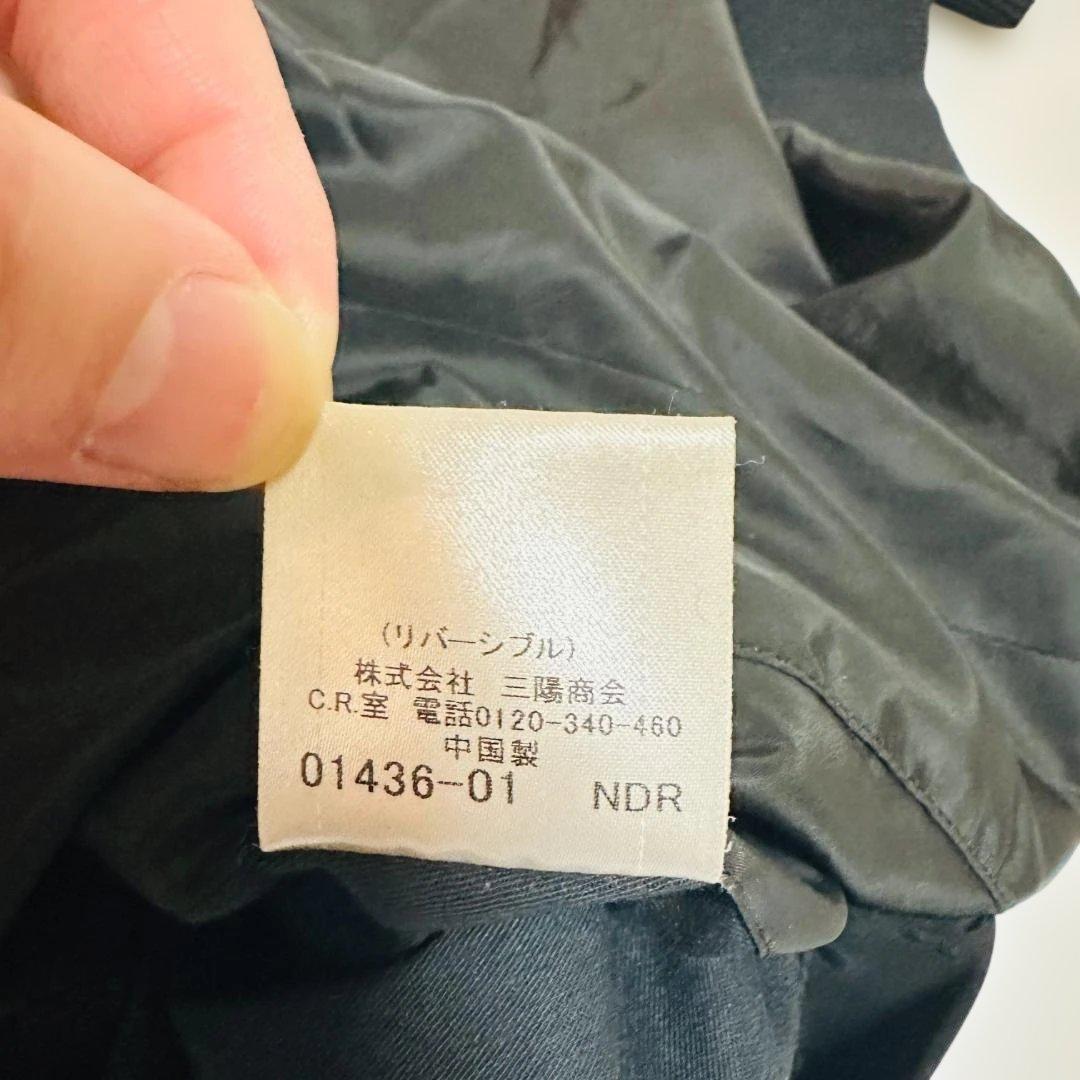 (リバーシブル)
株式会社 三陽商会
C.R.室 電話0120-340-460
中国製
01436-01 NDR